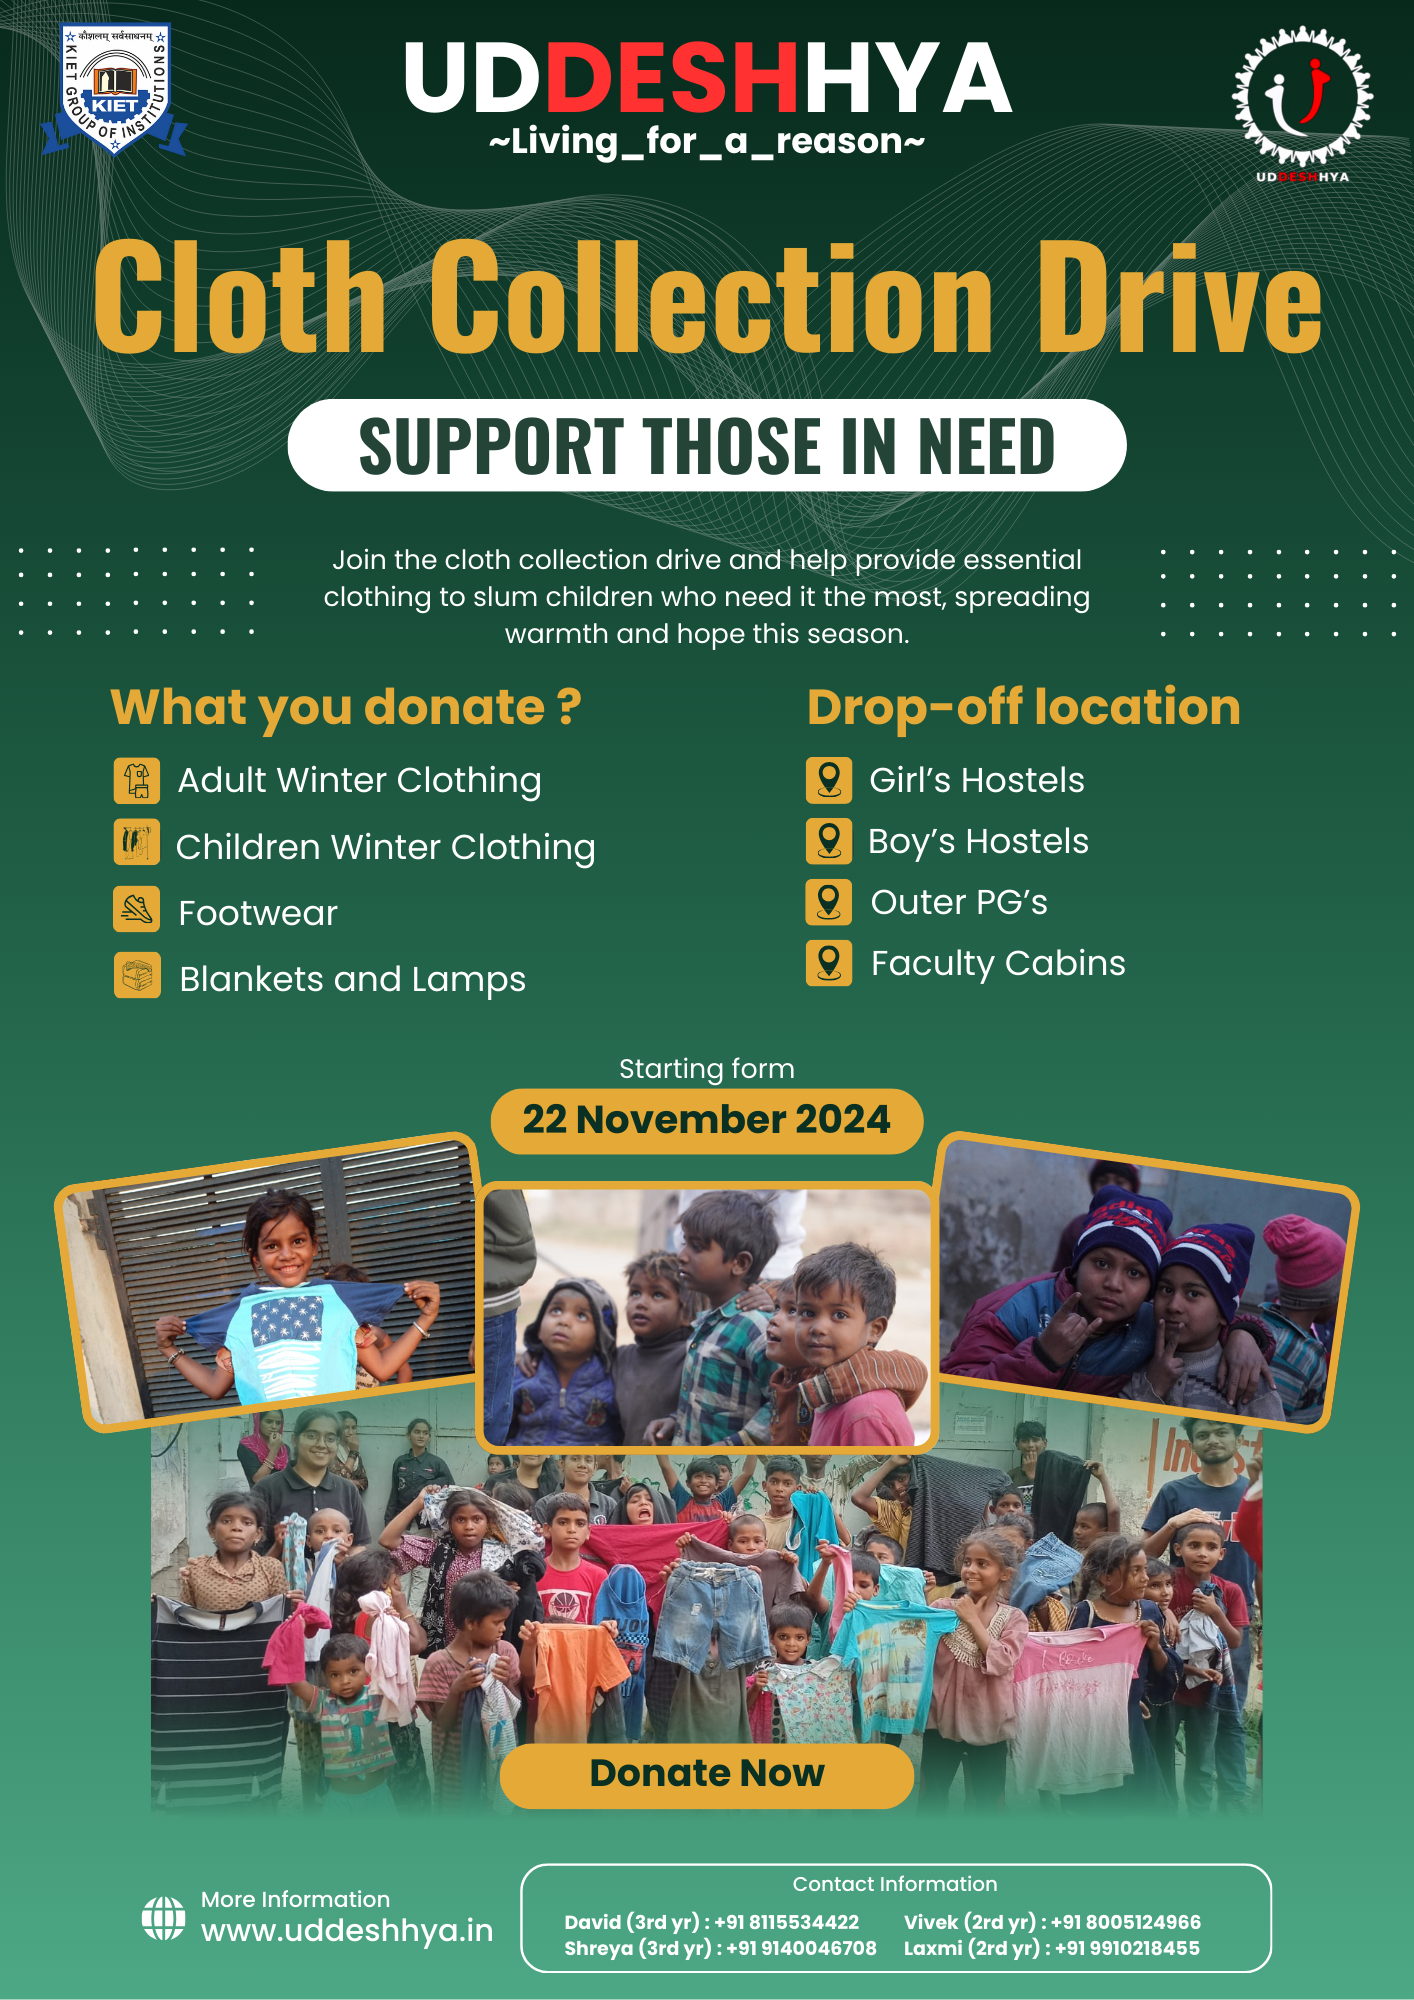 कौशलम् सर्वसाधनम्
KIET GROUP OF INSTITUTIONS
KIET
UDDESHHYA
~Living_for_a_reason~
UDDESHHYA
Cloth Collection Drive
SUPPORT THOSE IN NEED
Join the cloth collection drive and help provide essential
clothing to slum children who need it the most, spreading
warmth and hope this season.
What you donate ?
Adult Winter Clothing
Children Winter Clothing
Footwear
Blankets and Lamps
Drop-off location
Girl's Hostels
Boy's Hostels
Outer PG's
Faculty Cabins
Starting form
22 November 2024
Donate Now
More Information
www.uddeshhya.in
Contact Information
David (3rd yr) : +91 8115534422
Vivek (2rd yr) : +91 8005124966
Shreya (3rd yr) : +91 9140046708
Laxmi (2rd yr) : +91 9910218455